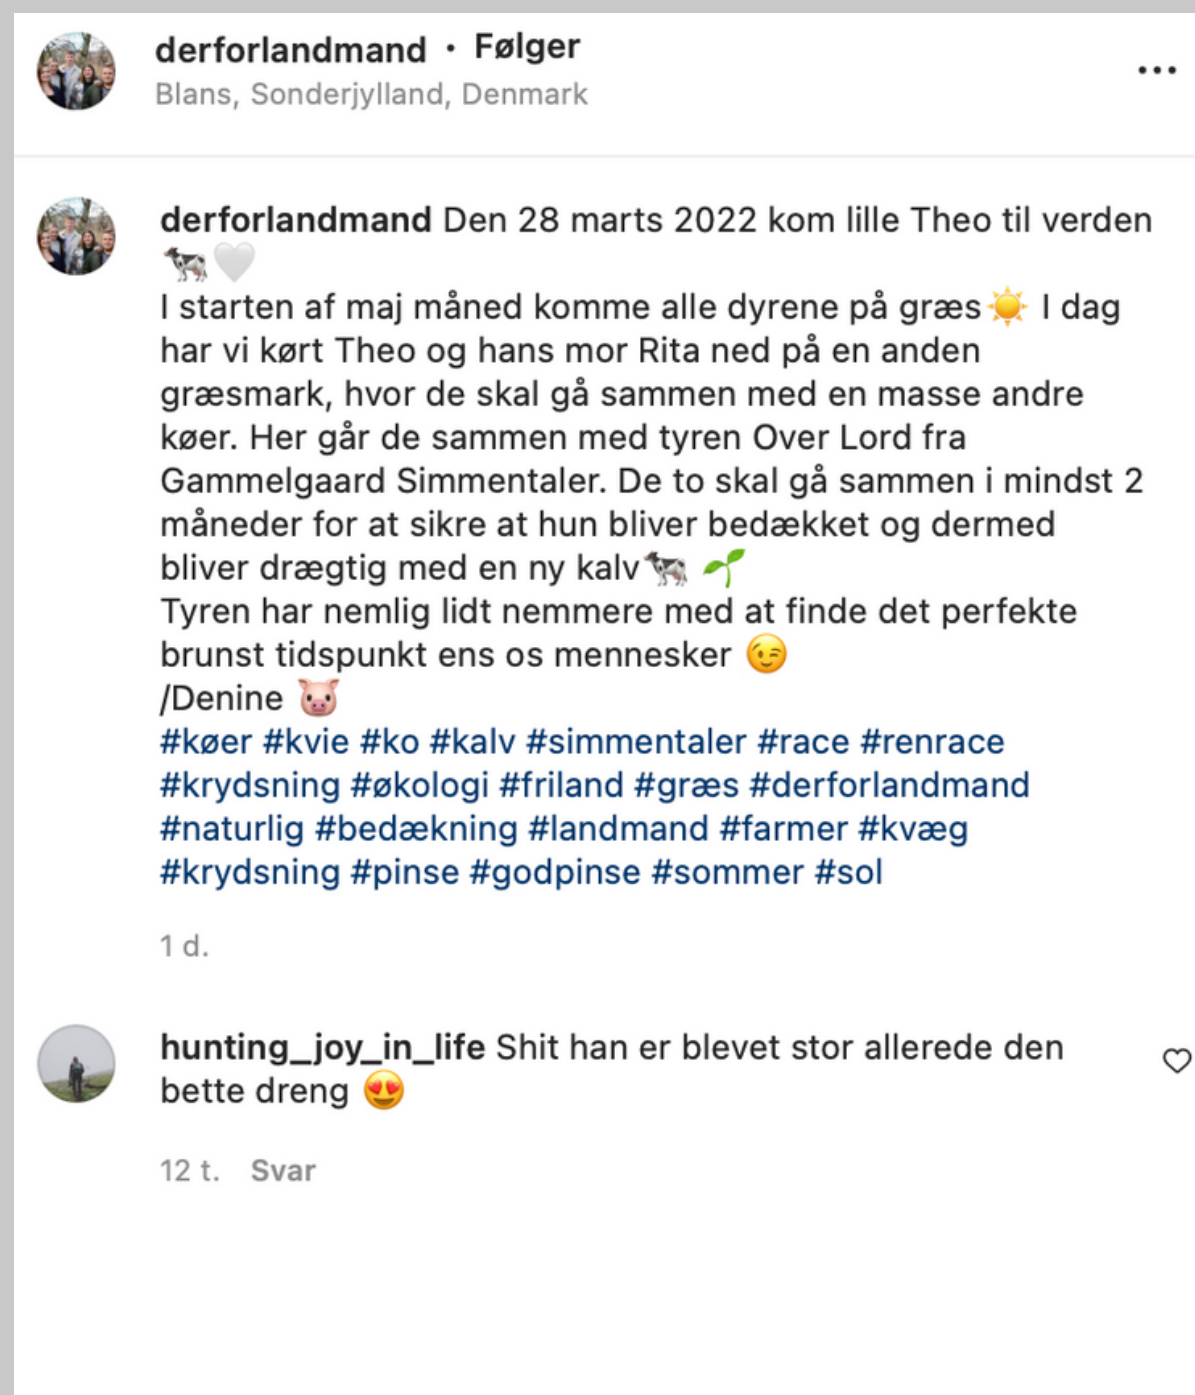 derforlandmand • Følger
Blans, Sonderjylland, Denmark
derforlandmand Den 28 marts 2022 kom lille Theo til verden
🐄🤍
I starten af maj måned komme alle dyrene på græs☀️ I dag
har vi kørt Theo og hans mor Rita ned på en anden
græsmark, hvor de skal gå sammen med en masse andre
køer. Her går de sammen med tyren Over Lord fra
Gammelgaard Simmentaler. De to skal gå sammen i mindst 2
måneder for at sikre at hun bliver bedækket og dermed
bliver drægtig med en ny kalv🐄 🌱
Tyren har nemlig lidt nemmere med at finde det perfekte
brunst tidspunkt ens os mennesker 😉
/Denine 🐷
#køer #kvie #ko #kalv #simmentaler #race #renrace
#krydsning #økologi #friland #græs #derforlandmand
#naturlig #bedækning #landmand #farmer #kvæg
#krydsning #pinse #godpinse #sommer #sol
1 d.
hunting_joy_in_life Shit han er blevet stor allerede den
bette dreng 😍
12 t. Svar